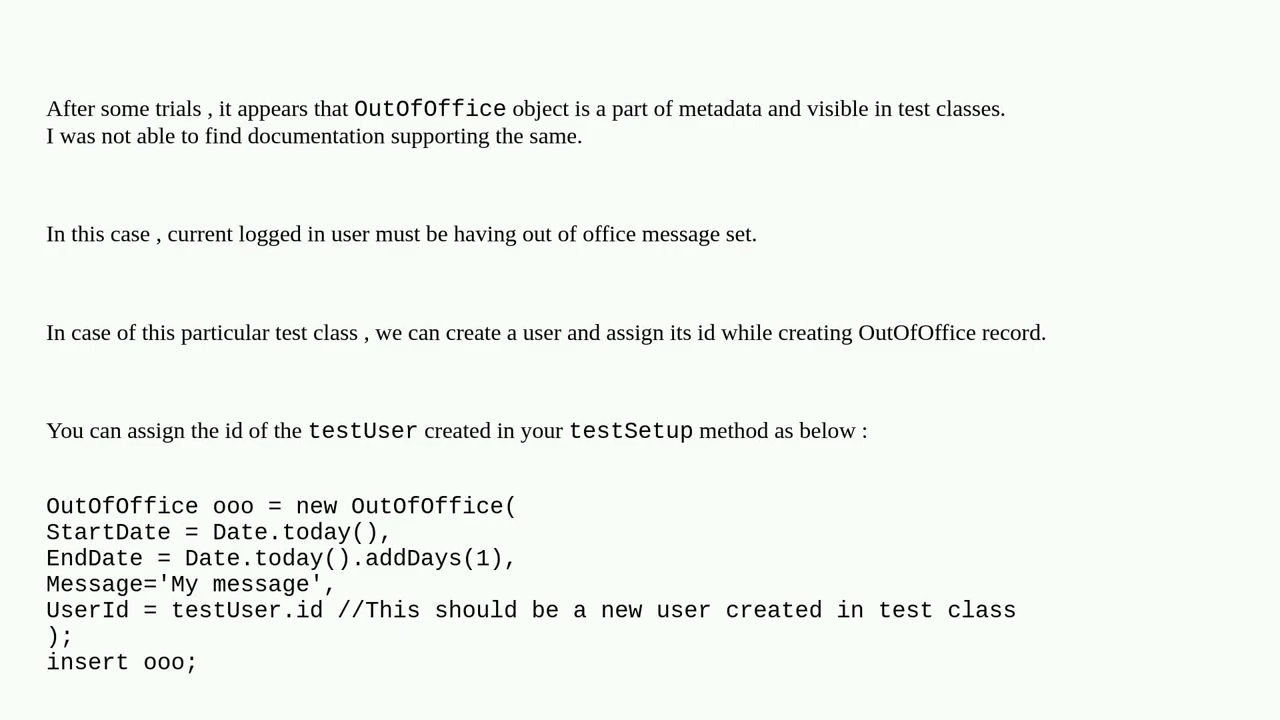 After some trials , it appears that OutOfOffice object is a part of metadata and visible in test classes.
I was not able to find documentation supporting the same.
In this case , current logged in user must be having out of office message set.
In case of this particular test class , we can create a user and assign its id while creating OutOfOffice record.
You can assign the id of the testUser created in your testSetup method as below :
OutOfOffice ooo = new OutOfOffice(
StartDate = Date.today(),
EndDate = Date.today().addDays(1),
Message='My message',
UserId = testUser.id //This should be a new user created in test class
);
insert ooo;